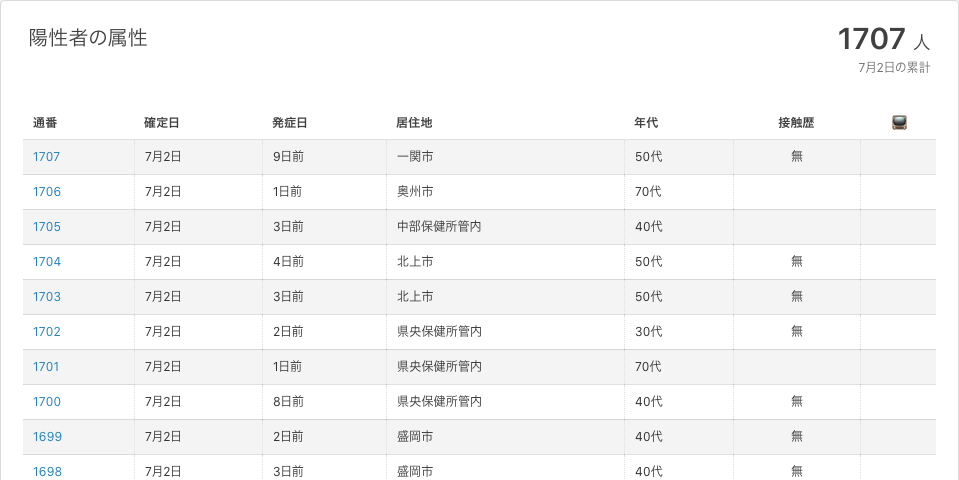 陽性者の属性
1707 人
7月2日の累計
通番 確定日 発症日 居住地 年代 接触歴
1707 7月2日 9日前 一関市 50代 無
1706 7月2日 1日前 奥州市 70代
1705 7月2日 3日前 中部保健所管内 40代
1704 7月2日 4日前 北上市 50代 無
1703 7月2日 3日前 北上市 50代 無
1702 7月2日 2日前 県央保健所管内 30代 無
1701 7月2日 1日前 県央保健所管内 70代
1700 7月2日 8日前 県央保健所管内 40代 無
1699 7月2日 2日前 盛岡市 40代 無
1698 7月2日 3日前 盛岡市 40代 無